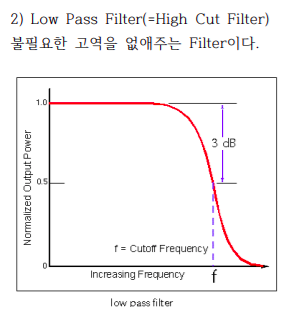 2) Low Pass Filter(=High Cut Filter)
불필요한 고역을 없애주는 Filter이다.
1.0
3 dB
Normalized Output Power
0.5
f = Cutoff Frequency
0
Increasing Frequency
f
low pass filter